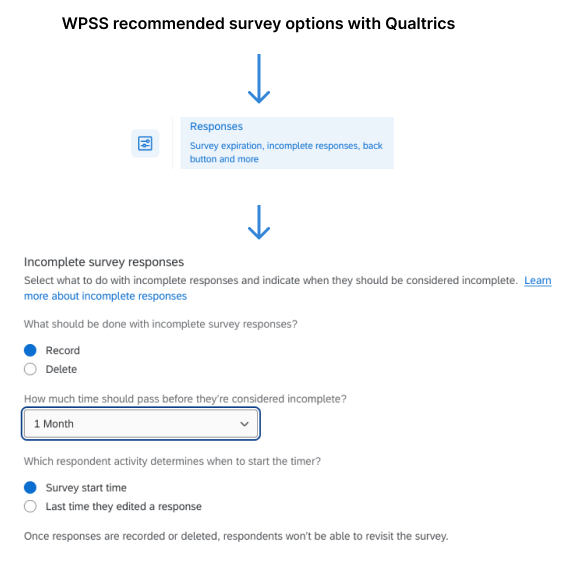 WPSS recommended survey options with Qualtrics
Responses
Survey expiration, incomplete responses, back
button and more
Incomplete survey responses
Select what to do with incomplete responses and indicate when they should be considered incomplete. Learn
more about incomplete responses
What should be done with incomplete survey responses?
Record
Delete
How much time should pass before they're considered incomplete?
1 Month
Which respondent activity determines when to start the timer?
Survey start time
Last time they edited a response
Once responses are recorded or deleted, respondents won't be able to revisit the survey.